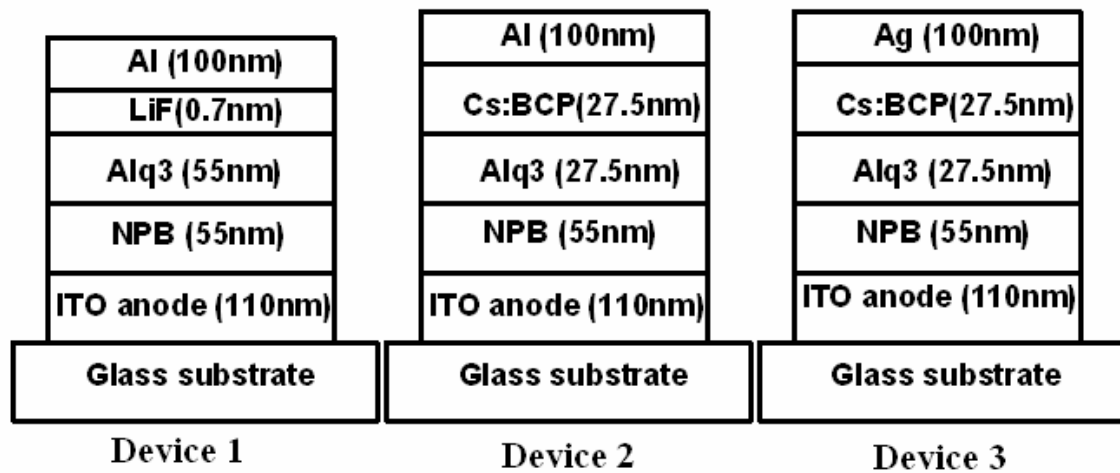 Al (100nm)
LiF(0.7nm)
Alq3 (55nm)
NPB (55nm)
ITO anode (110nm)
Glass substrate
Device 1
Al (100nm)
Cs:BCP(27.5nm)
Alq3 (27.5nm)
NPB (55nm)
ITO anode (110nm)
Glass substrate
Device 2
Ag (100nm)
Cs:BCP(27.5nm)
Alq3 (27.5nm)
NPB (55nm)
ITO anode (110nm)
Glass substrate
Device 3